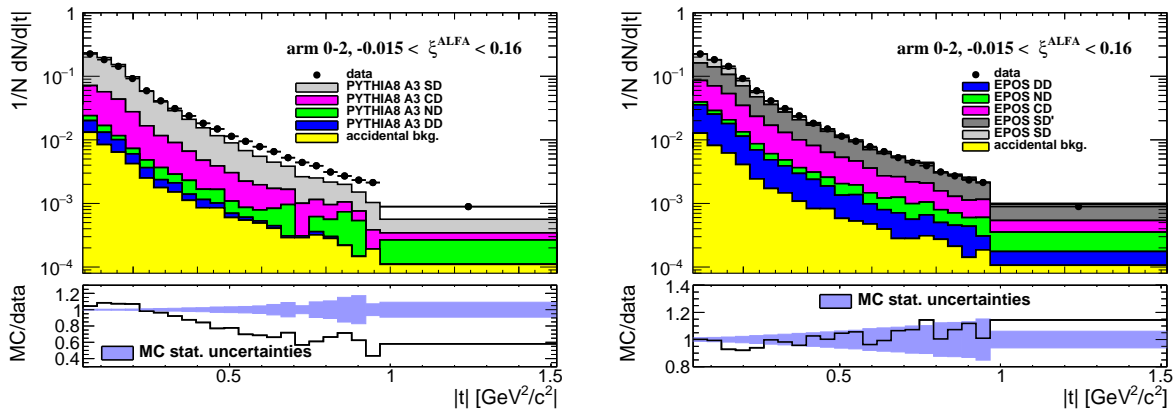 1/N dN/d|t|
1
10⁻¹
10⁻²
10⁻³
10⁻⁴
arm 0-2, -0.015 < ξ^ALFA < 0.16
data
PYTHIA8 A3 SD
PYTHIA8 A3 CD
PYTHIA8 A3 ND
PYTHIA8 A3 DD
accidental bkg.
MC/data
1.2
1.0
0.8
0.6
0.4
MC stat. uncertainties
0.5 1 1.5
|t| [GeV²/c²]
1/N dN/d|t|
1
10⁻¹
10⁻²
10⁻³
10⁻⁴
arm 0-2, -0.015 < ξ^ALFA < 0.16
data
EPOS DD
EPOS ND
EPOS CD
EPOS SD'
EPOS SD
accidental bkg.
MC/data
1.4
1.2
1
0.8
MC stat. uncertainties
0.5 1 1.5
|t| [GeV²/c²]